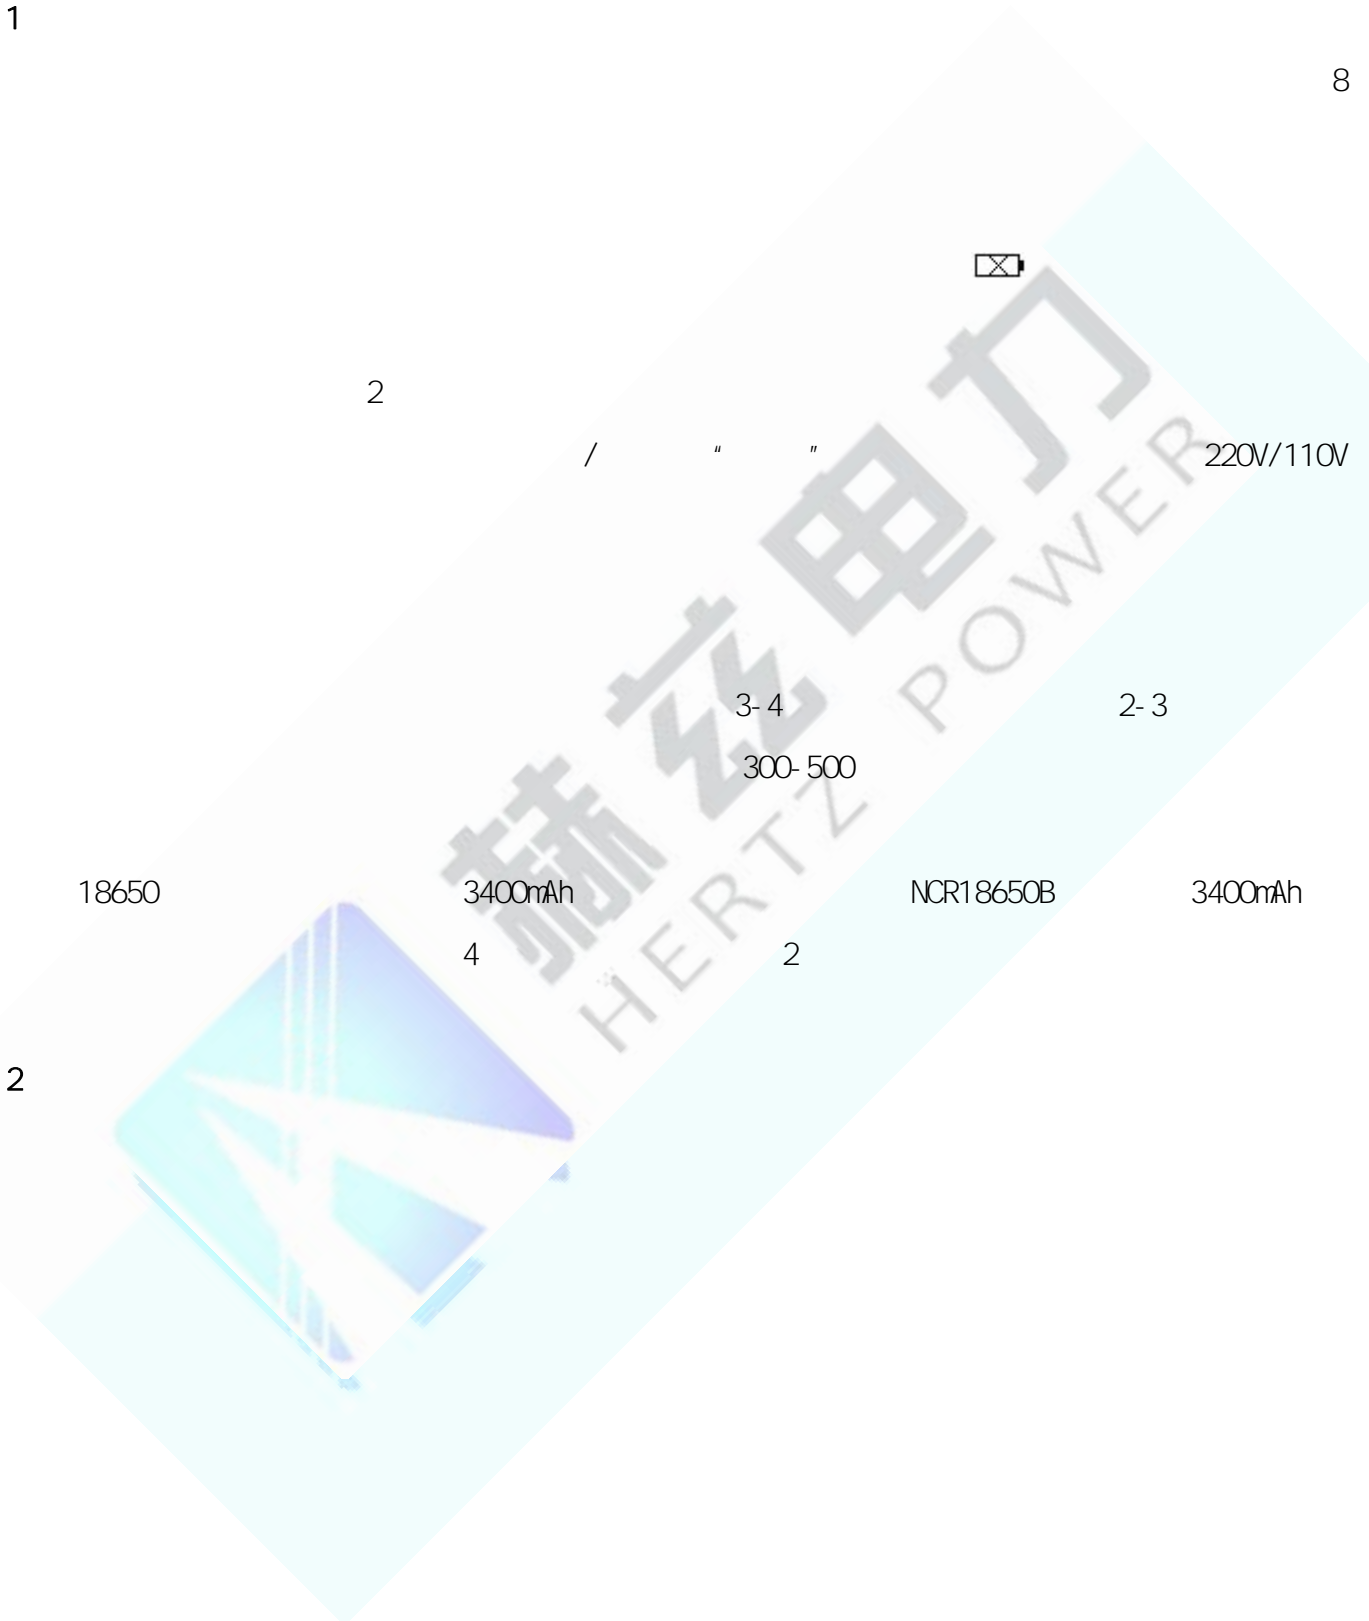 1
8
2
/ “ ” 220V/110V
3-4 2-3
300-500
18650 3400mAh NCR18650B 3400mAh
4 2
2
赫兹电力
HERTZ POWER